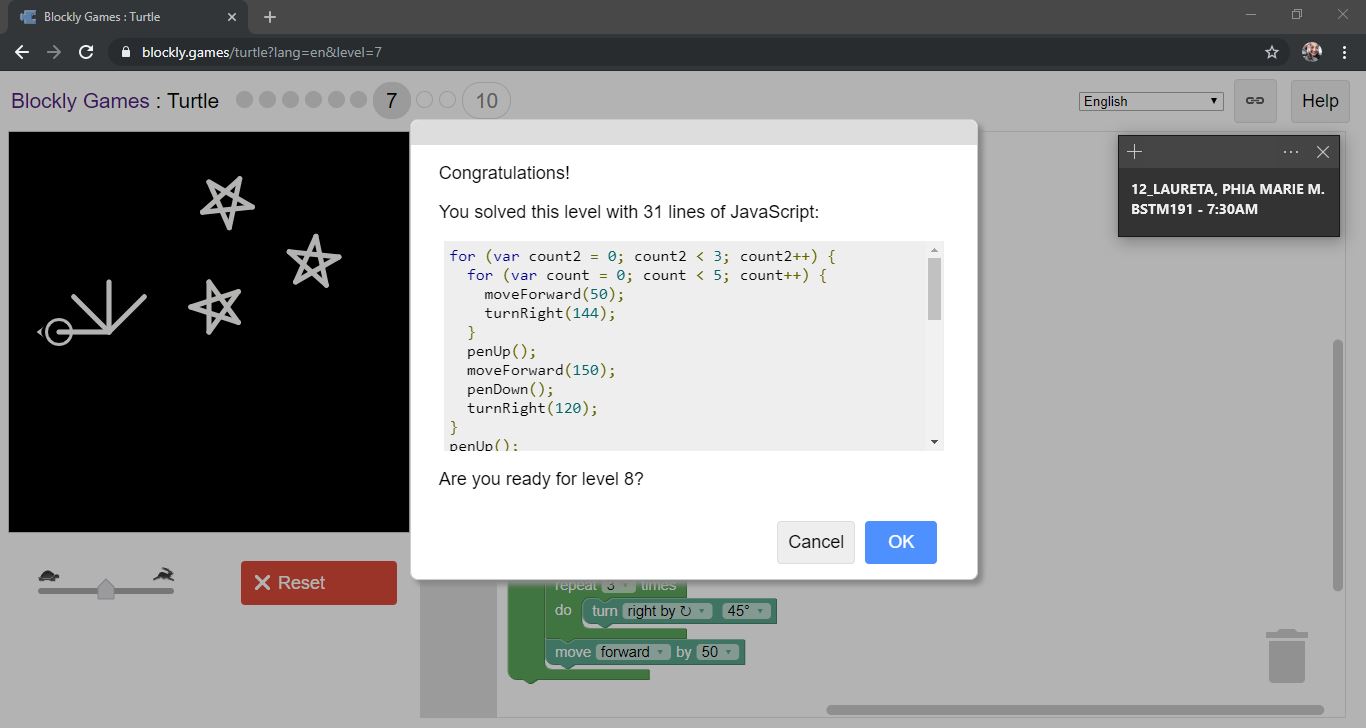 Blockly Games : Turtle
blockly.games/turtle?lang=en&level=7
Blockly Games : Turtle 7 10
English
Help
12_LAURETA, PHIA MARIE M.
BSTM191 - 7:30AM
Congratulations!
You solved this level with 31 lines of JavaScript:
for (var count2 = 0; count2 < 3; count2++) {
for (var count = 0; count < 5; count++) {
moveForward(50);
turnRight(144);
}
penUp();
moveForward(150);
penDown();
turnRight(120);
}
penUp();
Are you ready for level 8?
Cancel
OK
Reset
repeat 3 times
do turn right by ↻ 45°
move forward by 50